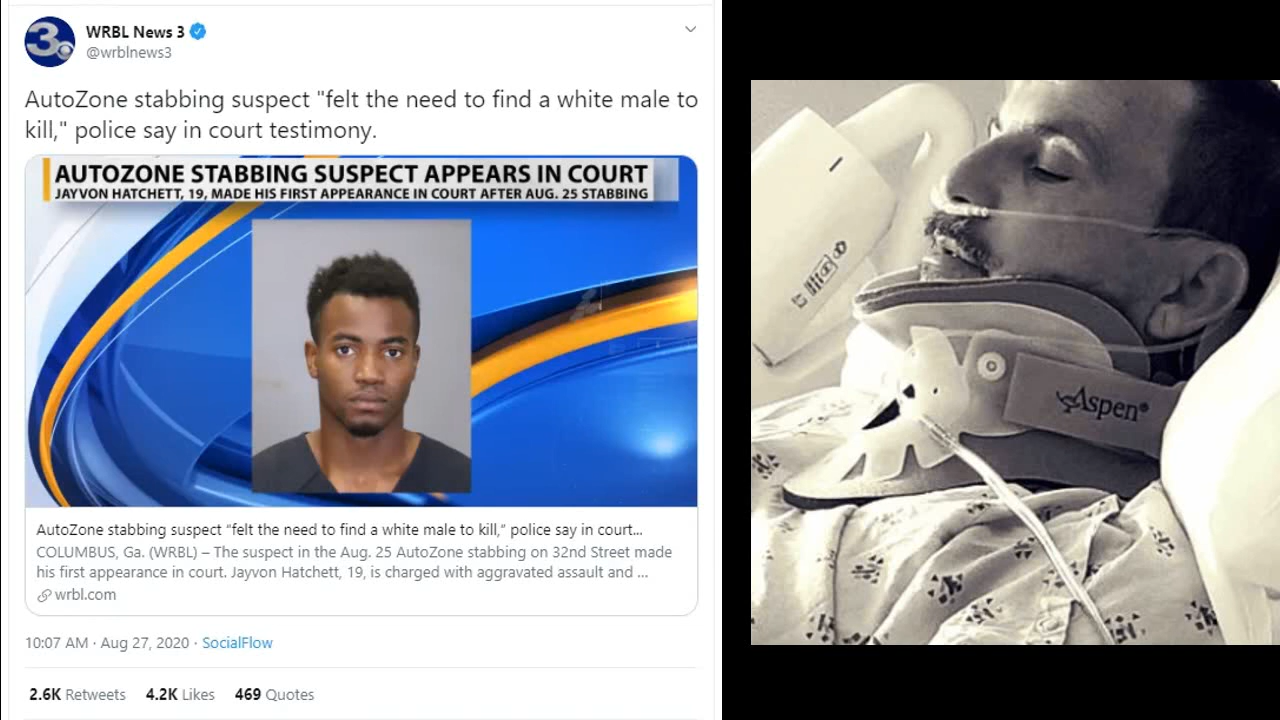 3
WRBL News 3
@wrblnews3
AutoZone stabbing suspect "felt the need to find a white male to
kill," police say in court testimony.
AUTOZONE STABBING SUSPECT APPEARS IN COURT
JAYVON HATCHETT, 19, MADE HIS FIRST APPEARANCE IN COURT AFTER AUG. 25 STABBING
AutoZone stabbing suspect “felt the need to find a white male to kill,” police say in court...
COLUMBUS, Ga. (WRBL) – The suspect in the Aug. 25 AutoZone stabbing on 32nd Street made
his first appearance in court. Jayvon Hatchett, 19, is charged with aggravated assault and ...
wrbl.com
10:07 AM · Aug 27, 2020 · SocialFlow
2.6K Retweets 4.2K Likes 469 Quotes
Aspen®